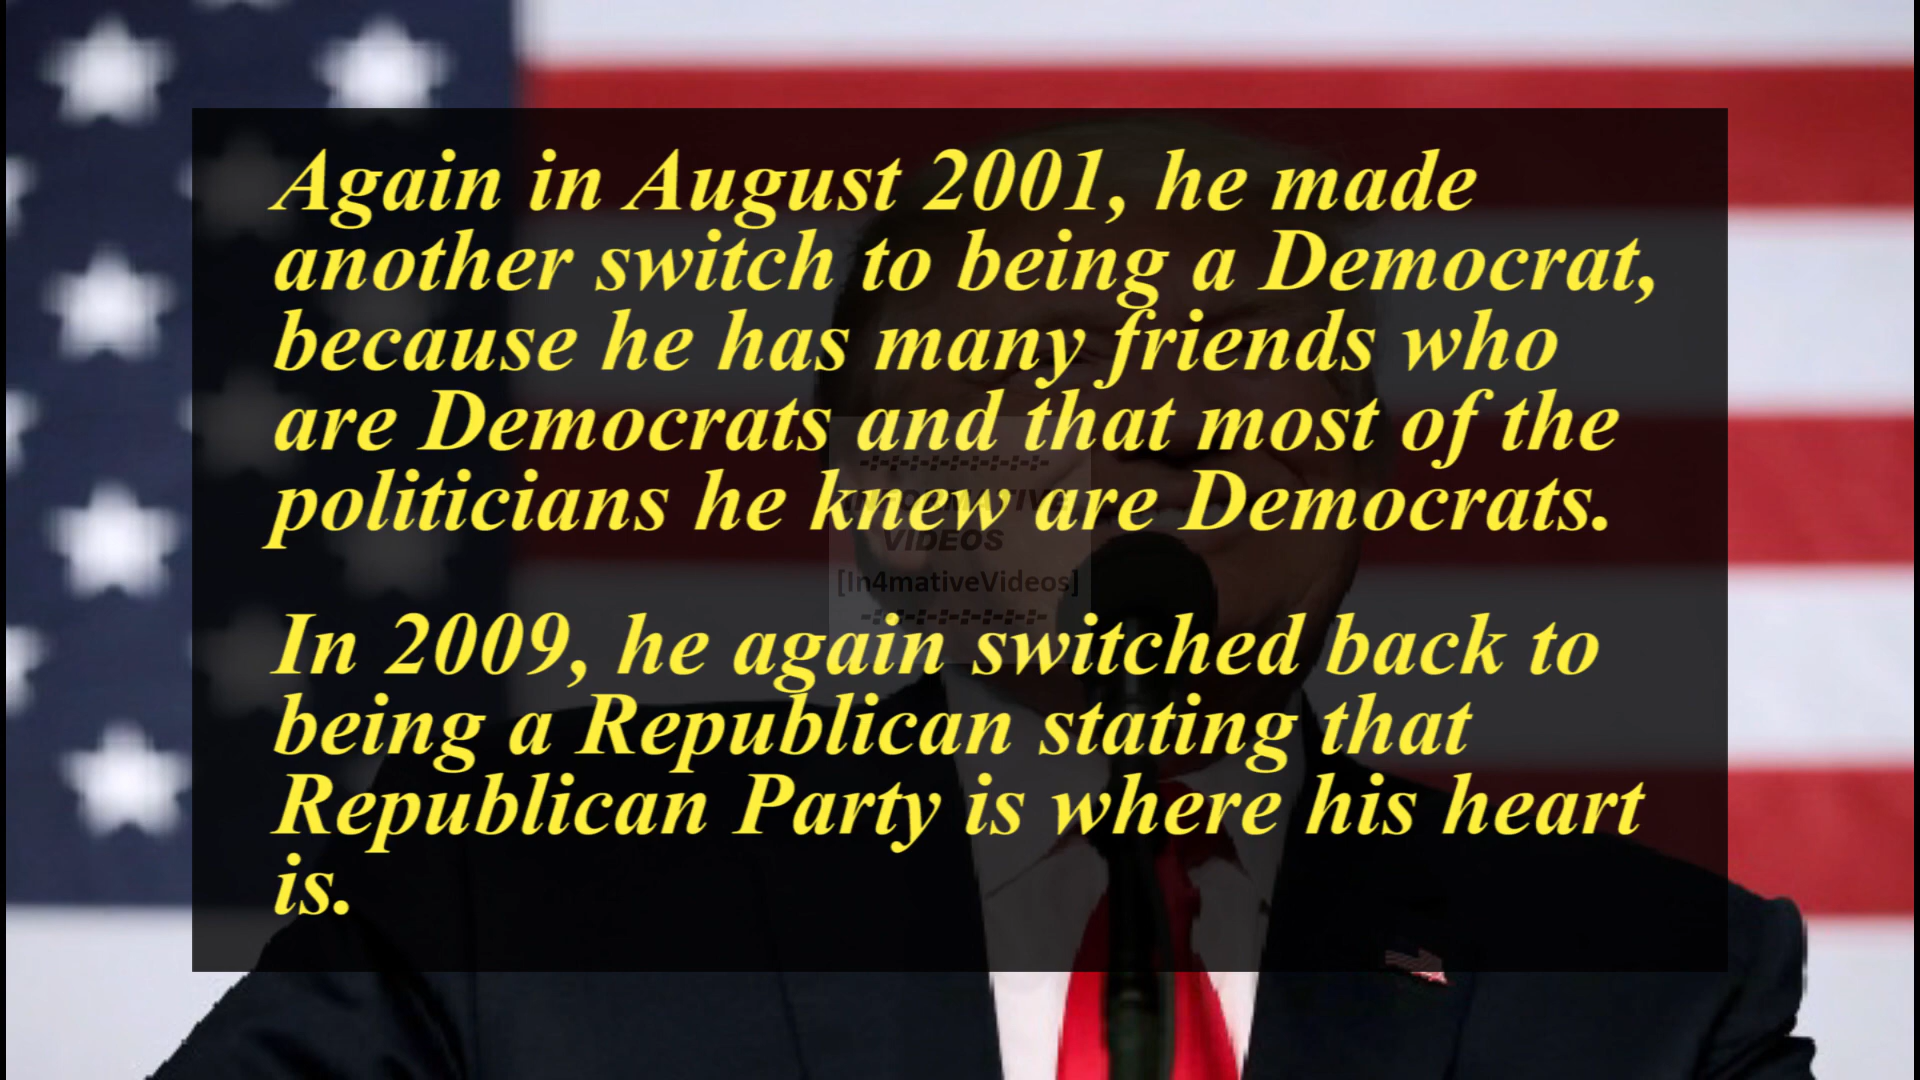 Again in August 2001, he made
another switch to being a Democrat,
because he has many friends who
are Democrats and that most of the
politicians he knew are Democrats.
In 2009, he again switched back to
being a Republican stating that
Republican Party is where his heart
is.
INFORMATIVE
VIDEOS
[In4mativeVideos]